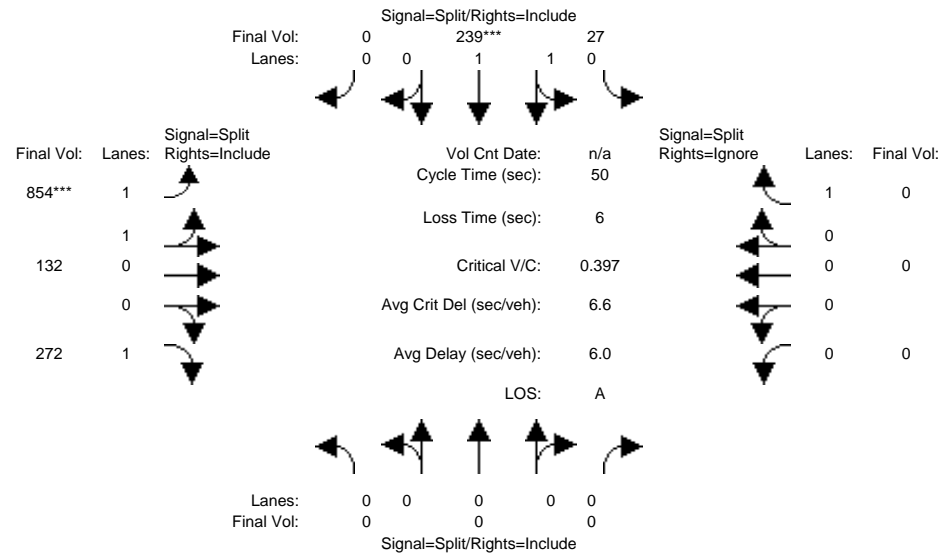 Signal=Split/Rights=Include
Final Vol: 0 239*** 27
Lanes: 0 0 1 1 0
Signal=Split Signal=Split
Final Vol: Lanes: Rights=Include Vol Cnt Date: n/a Rights=Ignore Lanes: Final Vol:
Cycle Time (sec): 50
854*** 1 1 0
Loss Time (sec): 6
1 0
132 0 Critical V/C: 0.397 0 0
0 Avg Crit Del (sec/veh): 6.6 0
272 1 Avg Delay (sec/veh): 6.0 0 0
LOS: A
Lanes: 0 0 0 0 0
Final Vol: 0 0 0
Signal=Split/Rights=Include